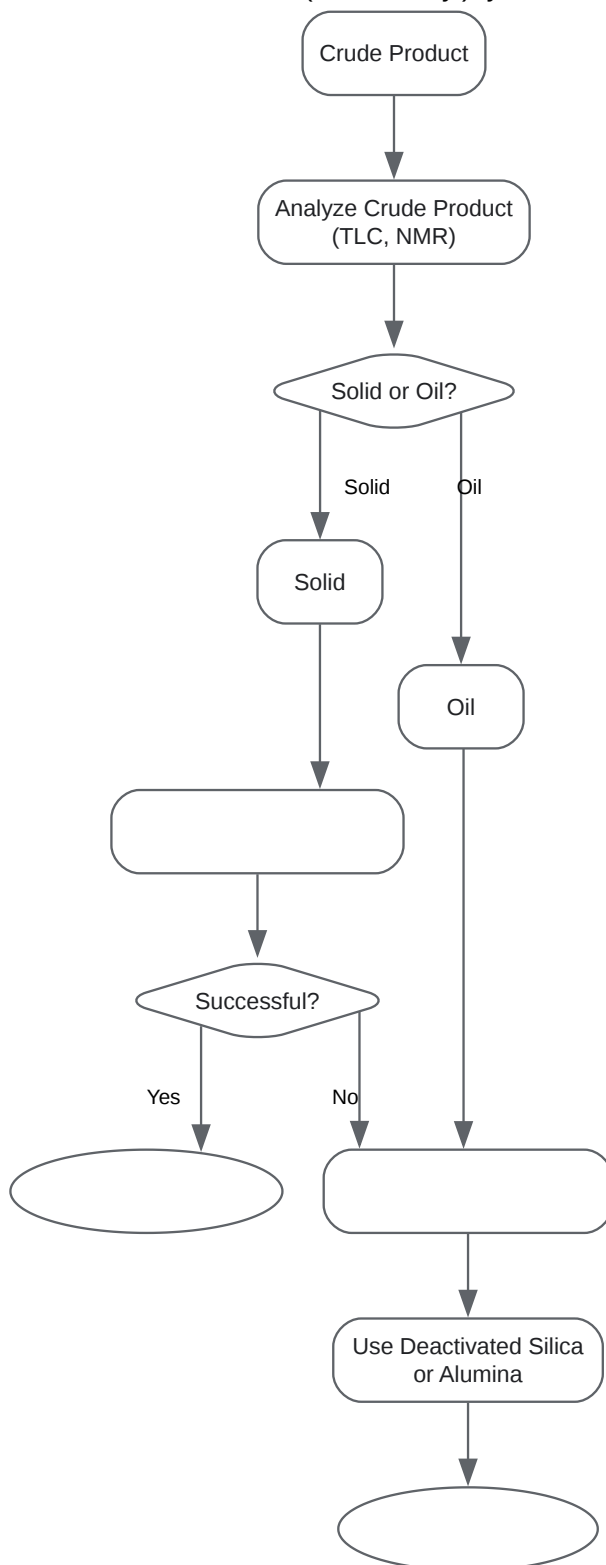 Crude Product
Analyze Crude Product
(TLC, NMR)
Solid or Oil?
Solid
Oil
Solid
Oil
Successful?
Yes
No
Use Deactivated Silica
or Alumina